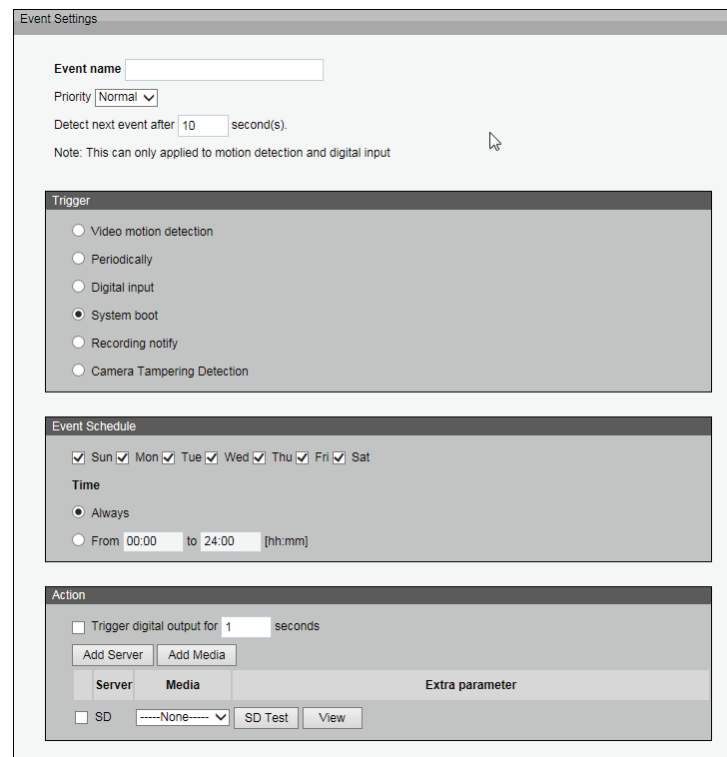 Event Settings
Event name
Priority Normal
Detect next event after 10 second(s).
Note: This can only applied to motion detection and digital input
Trigger
Video motion detection
Periodically
Digital input
System boot
Recording notify
Camera Tampering Detection
Event Schedule
Sun Mon Tue Wed Thu Fri Sat
Time
Always
From 00:00 to 24:00 [hh:mm]
Action
Trigger digital output for 1 seconds
Add Server Add Media
Server Media Extra parameter
SD -----None----- SD Test View